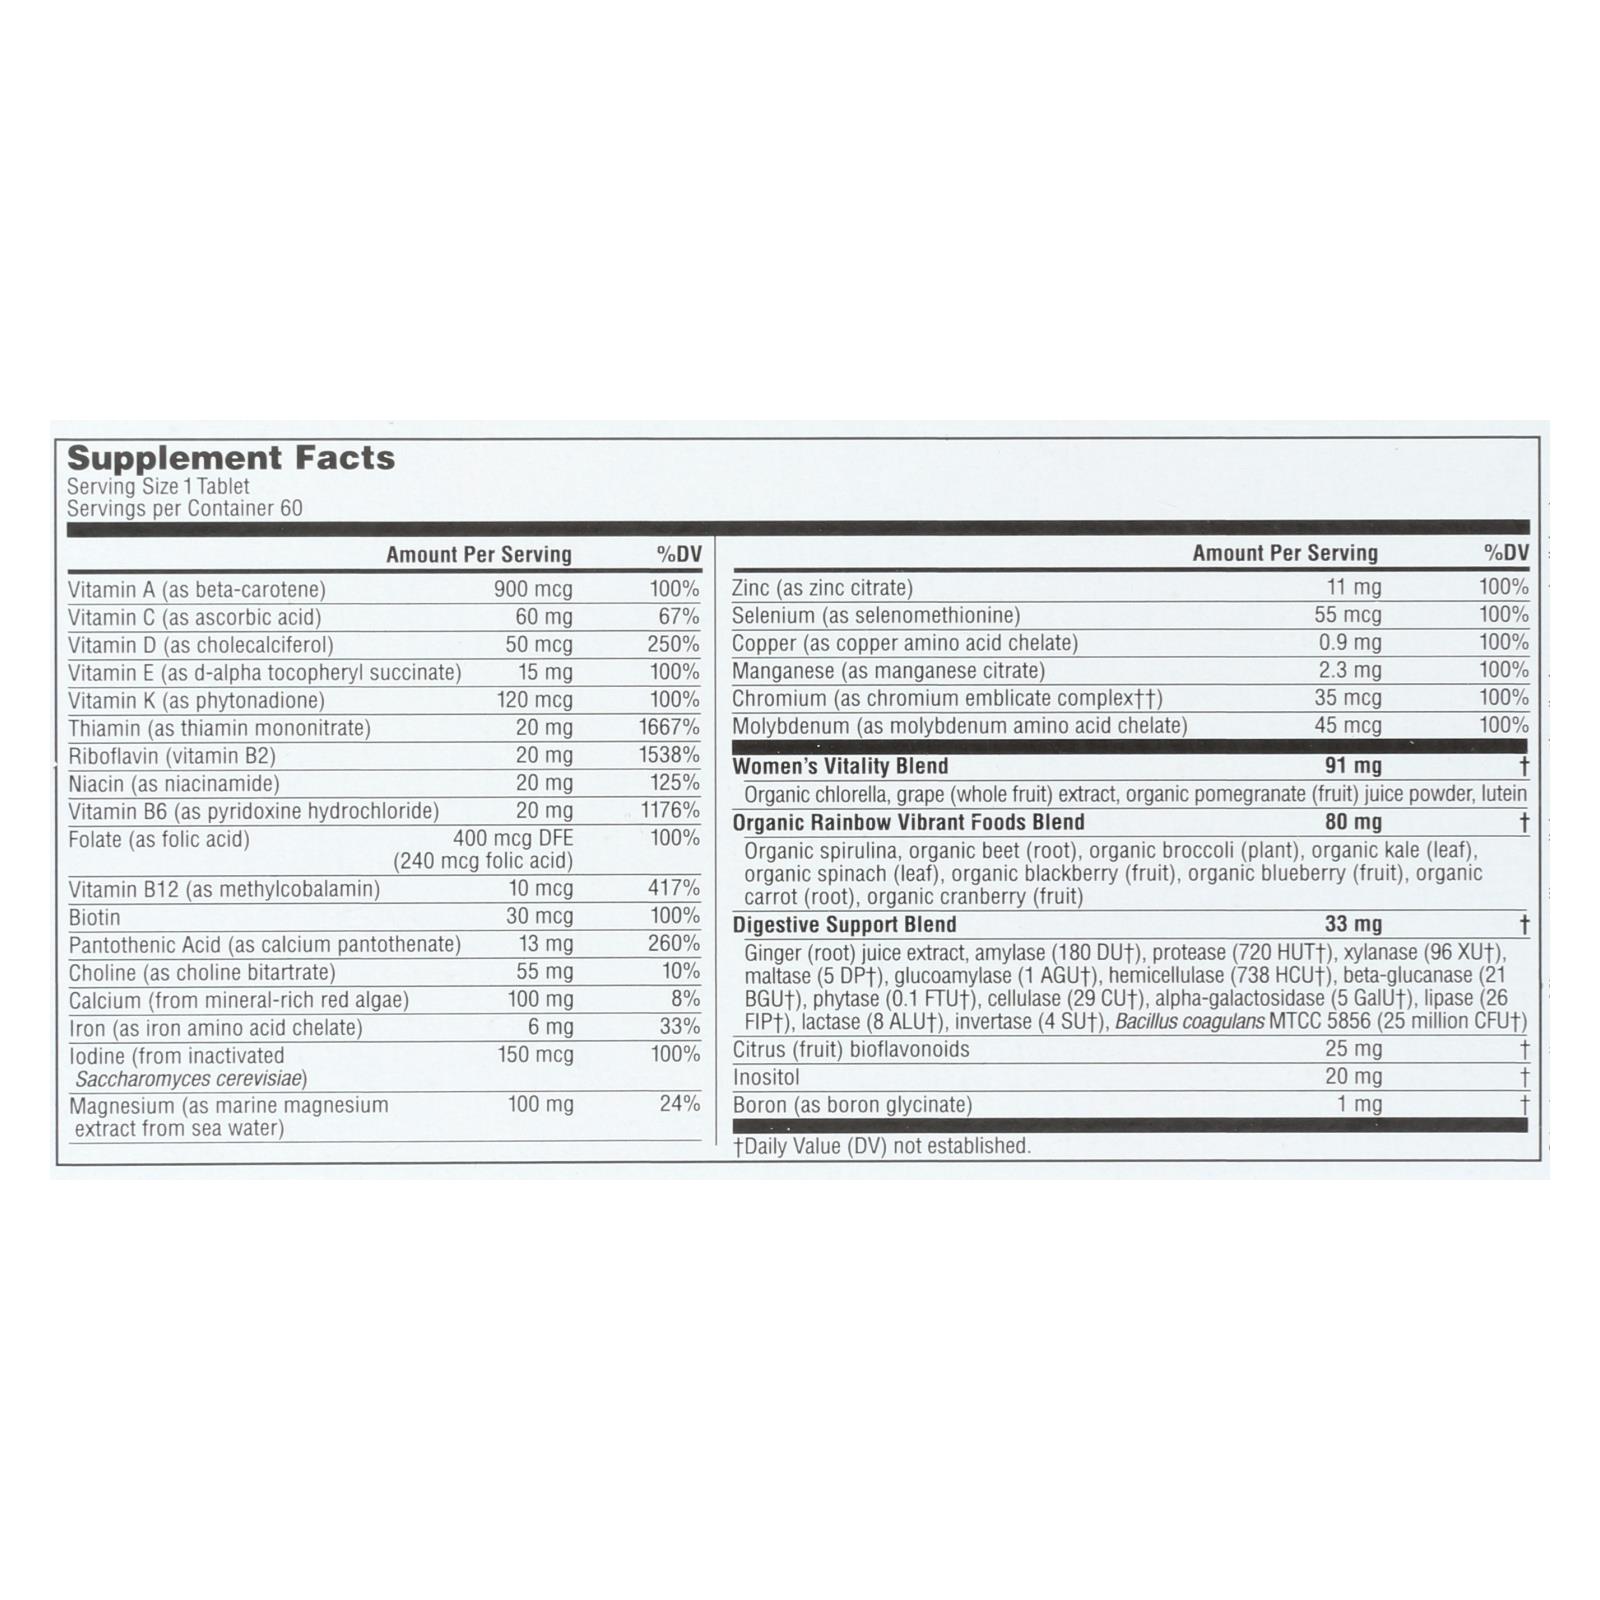 Supplement Facts
Serving Size 1 Tablet
Servings per Container 60
Amount Per Serving %DV
Vitamin A (as beta-carotene) 900 mcg 100%
Vitamin C (as ascorbic acid) 60 mg 67%
Vitamin D (as cholecalciferol) 50 mcg 250%
Vitamin E (as d-alpha tocopheryl succinate) 15 mg 100%
Vitamin K (as phytonadione) 120 mcg 100%
Thiamin (as thiamin mononitrate) 20 mg 1667%
Riboflavin (vitamin B2) 20 mg 1538%
Niacin (as niacinamide) 20 mg 125%
Vitamin B6 (as pyridoxine hydrochloride) 20 mg 1176%
Folate (as folic acid) 400 mcg DFE 100%
(240 mcg folic acid)
Vitamin B12 (as methylcobalamin) 10 mcg 417%
Biotin 30 mcg 100%
Pantothenic Acid (as calcium pantothenate) 13 mg 260%
Choline (as choline bitartrate) 55 mg 10%
Calcium (from mineral-rich red algae) 100 mg 8%
Iron (as iron amino acid chelate) 6 mg 33%
Iodine (from inactivated 150 mcg 100%
Saccharomyces cerevisiae)
Magnesium (as marine magnesium 100 mg 24%
extract from sea water)
Amount Per Serving %DV
Zinc (as zinc citrate) 11 mg 100%
Selenium (as selenomethionine) 55 mcg 100%
Copper (as copper amino acid chelate) 0.9 mg 100%
Manganese (as manganese citrate) 2.3 mg 100%
Chromium (as chromium emblicate complex††) 35 mcg 100%
Molybdenum (as molybdenum amino acid chelate) 45 mcg 100%
Women's Vitality Blend 91 mg †
Organic chlorella, grape (whole fruit) extract, organic pomegranate (fruit) juice powder, lutein
Organic Rainbow Vibrant Foods Blend 80 mg †
Organic spirulina, organic beet (root), organic broccoli (plant), organic kale (leaf),
organic spinach (leaf), organic blackberry (fruit), organic blueberry (fruit), organic
carrot (root), organic cranberry (fruit)
Digestive Support Blend 33 mg †
Ginger (root) juice extract, amylase (180 DU†), protease (720 HUT†), xylanase (96 XU†),
maltase (5 DP†), glucoamylase (1 AGU†), hemicellulase (738 HCU†), beta-glucanase (21
BGU†), phytase (0.1 FTU†), cellulase (29 CU†), alpha-galactosidase (5 GalU†), lipase (26
FIP†), lactase (8 ALU†), invertase (4 SU†), Bacillus coagulans MTCC 5856 (25 million CFU†)
Citrus (fruit) bioflavonoids 25 mg †
Inositol 20 mg †
Boron (as boron glycinate) 1 mg †
†Daily Value (DV) not established.